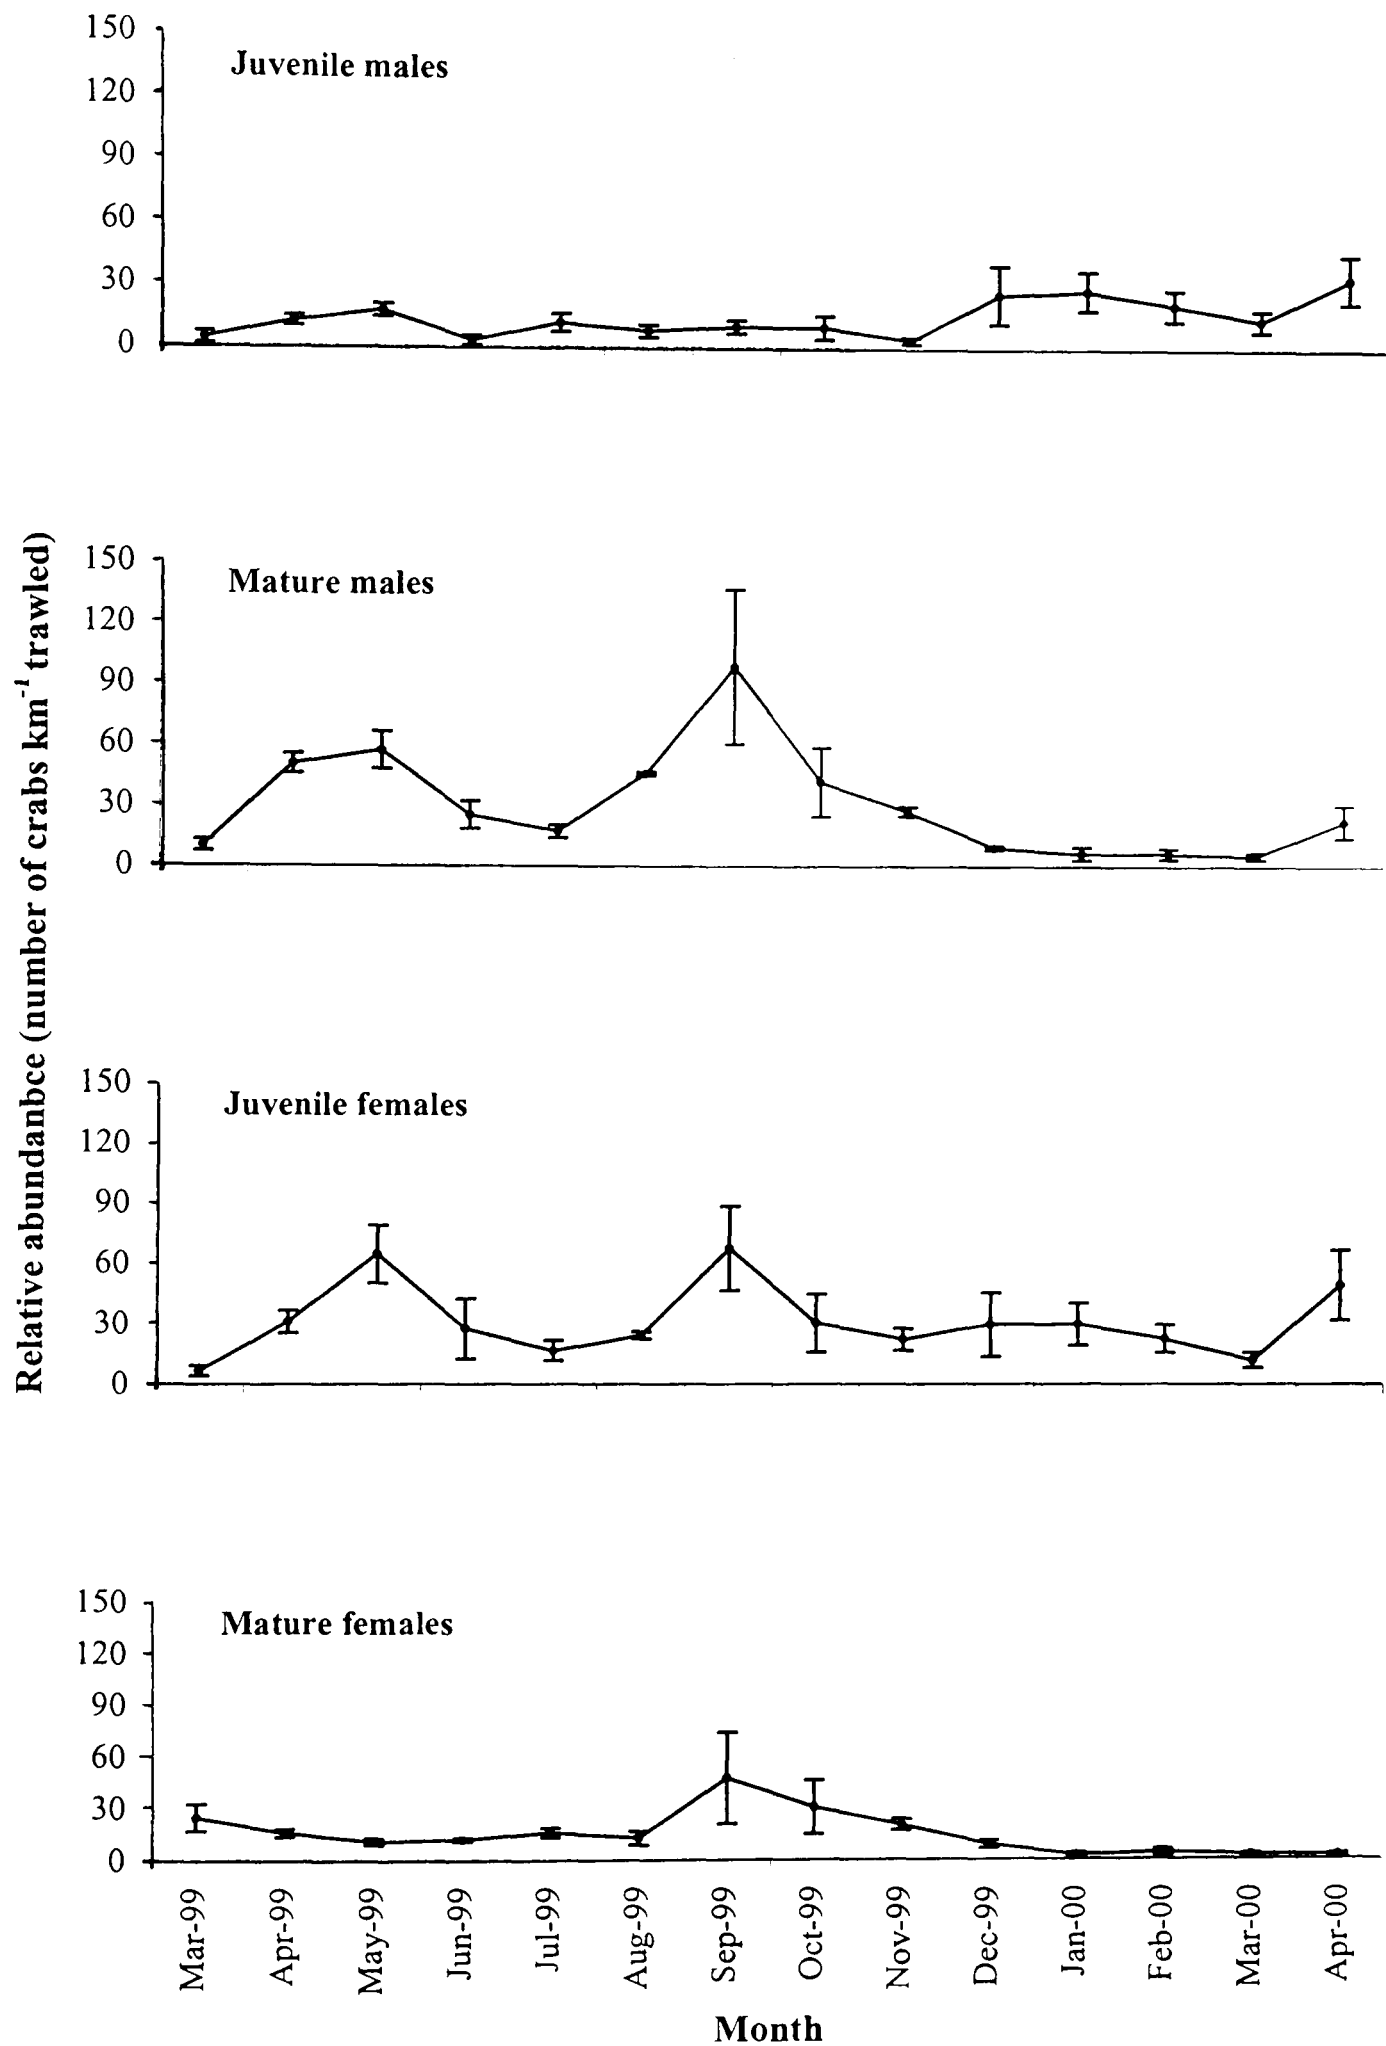 Relative abundanbce (number of crabs km⁻¹ trawled)
Juvenile males
150
120
90
60
30
0
Mature males
150
120
90
60
30
0
Juvenile females
150
120
90
60
30
0
Mature females
150
120
90
60
30
0
Mar-99
Apr-99
May-99
Jun-99
Jul-99
Aug-99
Sep-99
Oct-99
Nov-99
Dec-99
Jan-00
Feb-00
Mar-00
Apr-00
Month